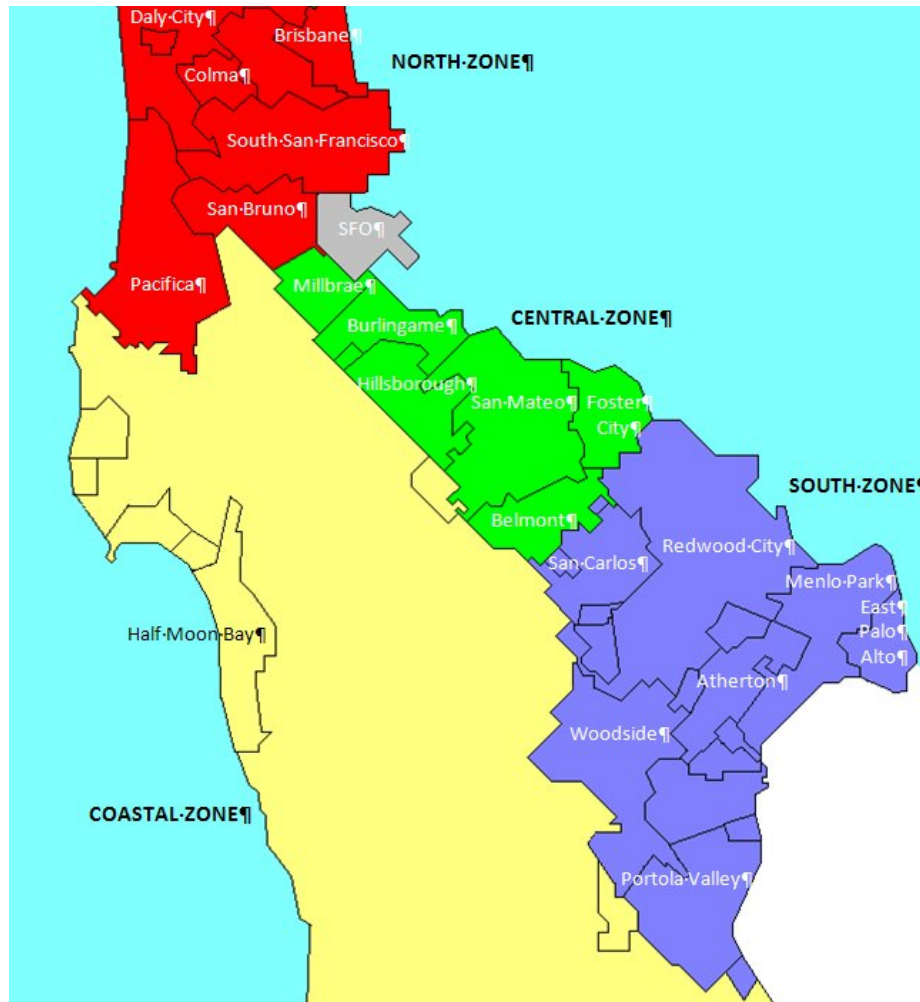 Daly·City¶
Brisbane¶
NORTH·ZONE¶
Colma¶
South·San·Francisco¶
San·Bruno¶
SFO¶
Pacifica¶
Millbrae¶
Burlingame¶
CENTRAL·ZONE¶
Hillsborough¶
San·Mateo¶
Foster¶
City¶
SOUTH·ZONE¶
Belmont¶
Redwood·City¶
San·Carlos¶
Menlo·Park¶
East¶
Palo¶
Alto¶
Half·Moon·Bay¶
Atherton¶
Woodside¶
COASTAL·ZONE¶
Portola·Valley¶